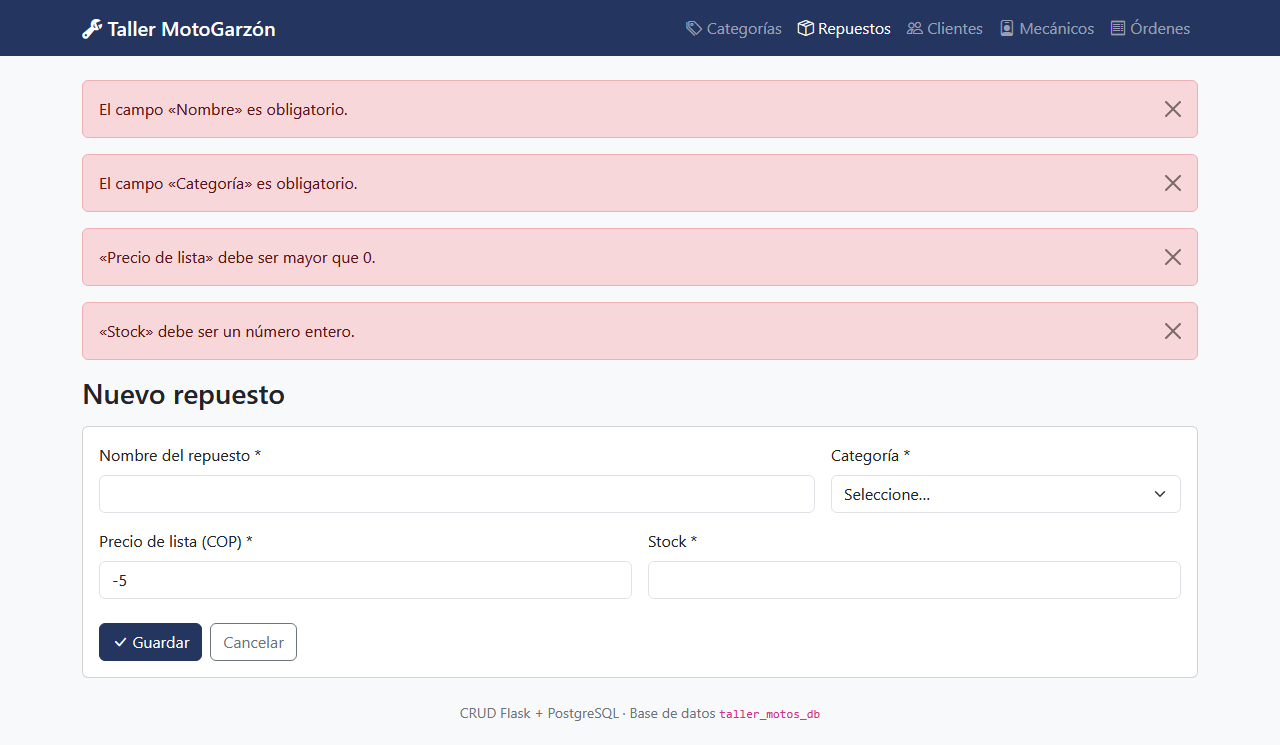 Taller MotoGarzón
Categorías Repuestos Clientes Mecánicos Órdenes
El campo «Nombre» es obligatorio.
El campo «Categoría» es obligatorio.
«Precio de lista» debe ser mayor que 0.
«Stock» debe ser un número entero.
Nuevo repuesto
Nombre del repuesto * Categoría *
Seleccione...
Precio de lista (COP) * Stock *
-5
Guardar Cancelar
CRUD Flask + PostgreSQL · Base de datos taller_motos_db